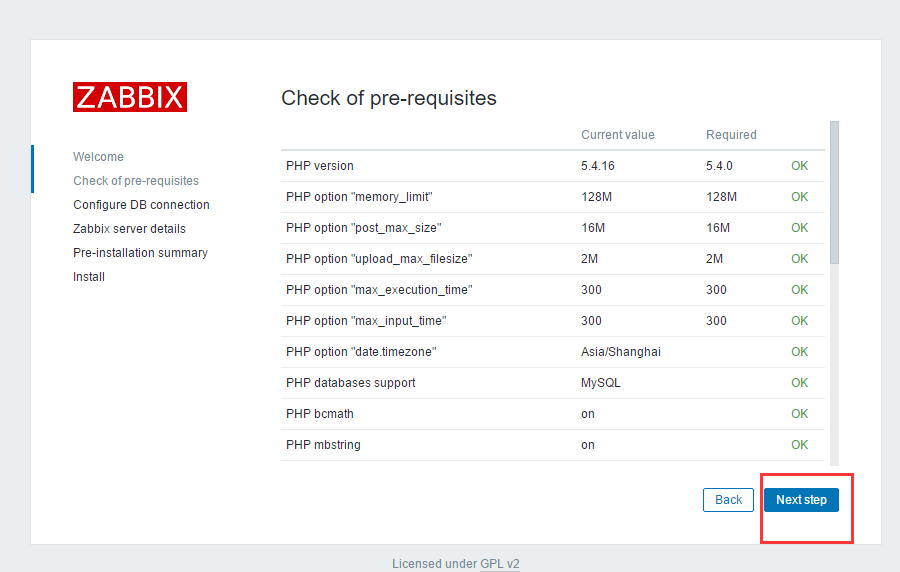 ZABBIX
Welcome
Check of pre-requisites
Configure DB connection
Zabbix server details
Pre-installation summary
Install
Check of pre-requisites
Current value Required
PHP version 5.4.16 5.4.0 OK
PHP option "memory_limit" 128M 128M OK
PHP option "post_max_size" 16M 16M OK
PHP option "upload_max_filesize" 2M 2M OK
PHP option "max_execution_time" 300 300 OK
PHP option "max_input_time" 300 300 OK
PHP option "date.timezone" Asia/Shanghai OK
PHP databases support MySQL OK
PHP bcmath on OK
PHP mbstring on OK
Back Next step
Licensed under GPL v2